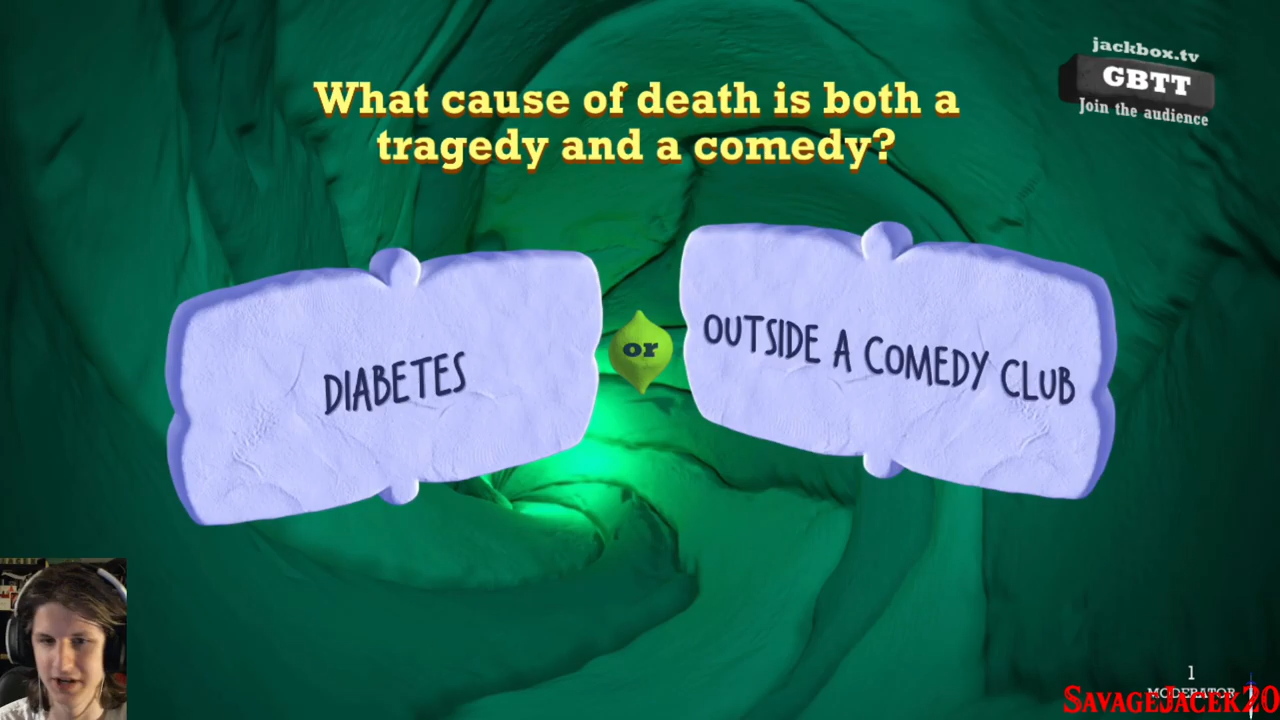 jackbox.tv
GBTT
Join the audience
What cause of death is both a
tragedy and a comedy?
DIABETES
or
OUTSIDE A COMEDY CLUB
1
MODERATOR
SAVAGEJACEK20